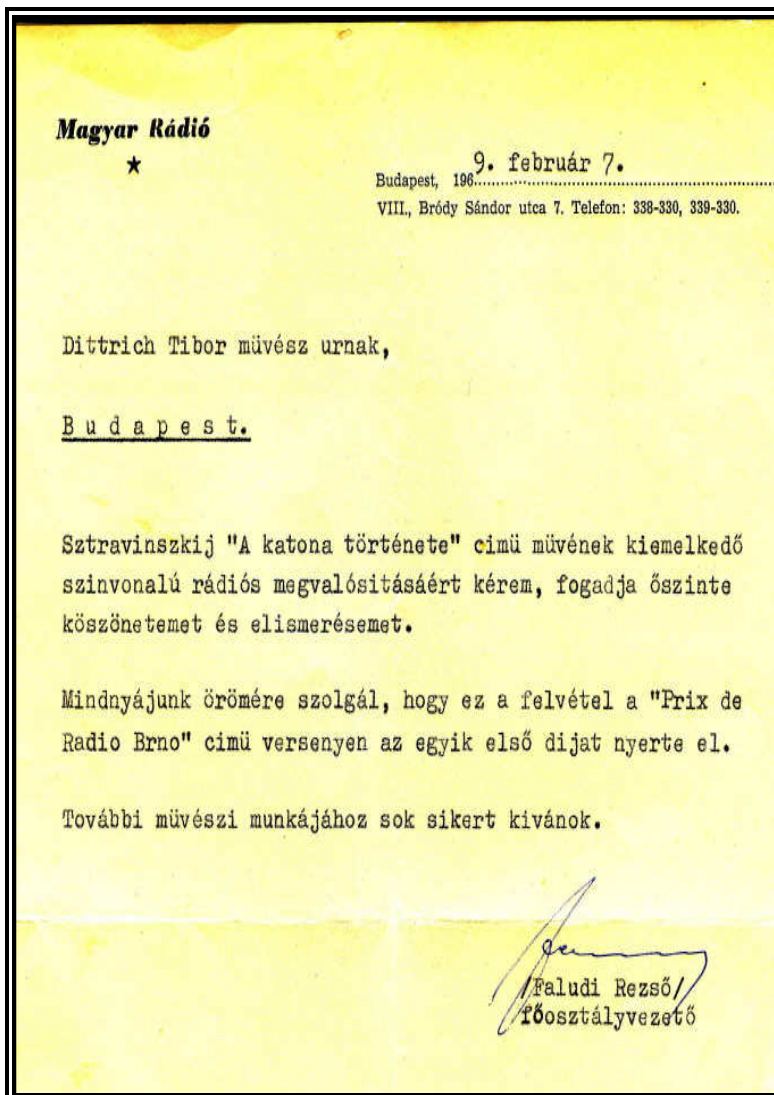 Magyar Rádió
9. február 7.
Budapest, 196
VIII., Bródy Sándor utca 7. Telefon: 338-330, 339-330.
Dittrich Tibor müvész urnak,
B u d a p e s t.
Sztravinszkij "A katona története" cimü müvének kiemelkedő
szinvonalú rádiós megvalósitásáért kérem, fogadja őszinte
köszönetemet és elismerésemet.
Mindnyájunk örömére szolgál, hogy ez a felvétel a "Prix de
Radio Brno" cimü versenyen az egyik első dijat nyerte el.
További müvészi munkájához sok sikert kivánok.
/Faludi Rezső/
főosztályvezető